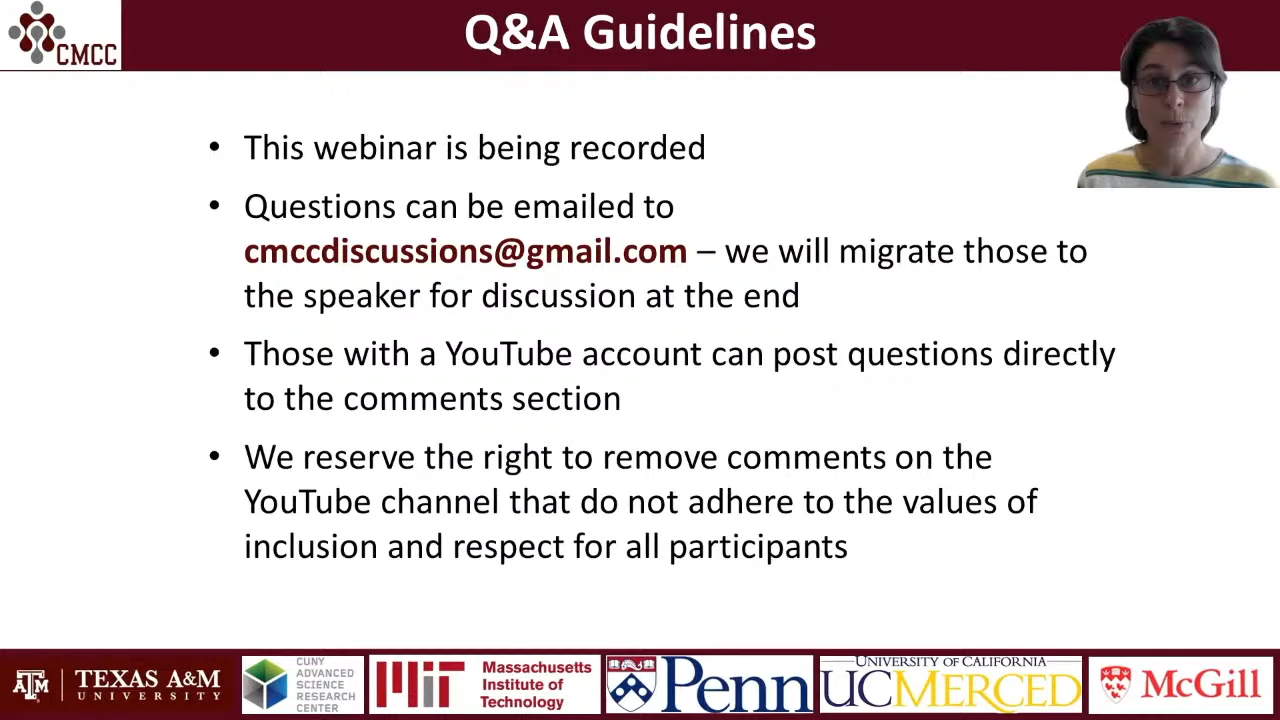 CMCC
Q&A Guidelines
• This webinar is being recorded
• Questions can be emailed to
cmccdiscussions@gmail.com – we will migrate those to
the speaker for discussion at the end
• Those with a YouTube account can post questions directly
to the comments section
• We reserve the right to remove comments on the
YouTube channel that do not adhere to the values of
inclusion and respect for all participants
ATM
TEXAS A&M
UNIVERSITY
CUNY
ADVANCED
SCIENCE
RESEARCH
CENTER
MIT
Massachusetts
Institute of
Technology
Penn
UNIVERSITY OF CALIFORNIA
UCMERCED
McGill